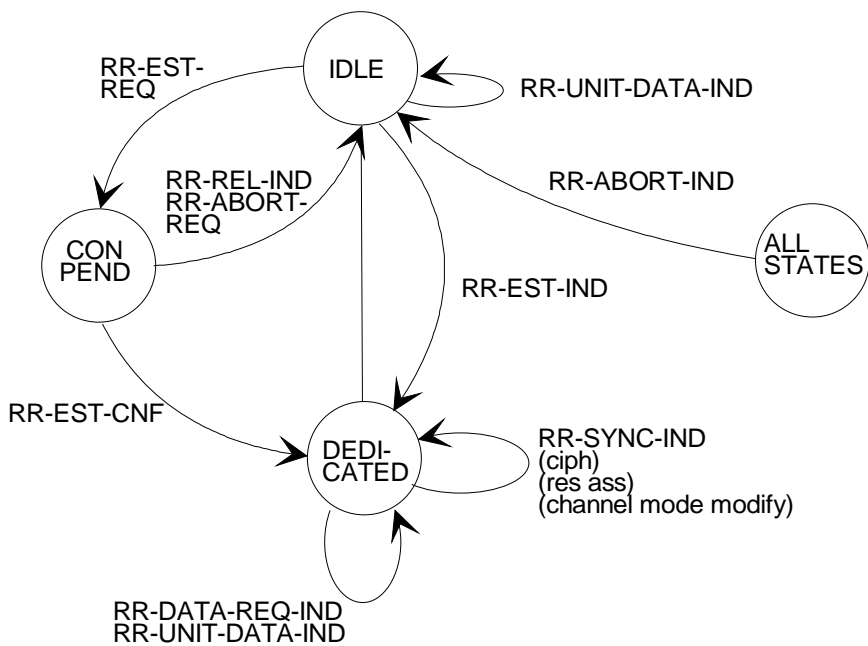 IDLE
RR-EST-
REQ
RR-UNIT-DATA-IND
RR-REL-IND
RR-ABORT-
REQ
RR-ABORT-IND
CON
PEND
ALL
STATES
RR-EST-IND
RR-EST-CNF
DEDI-
CATED
RR-SYNC-IND
(ciph)
(res ass)
(channel mode modify)
RR-DATA-REQ-IND
RR-UNIT-DATA-IND